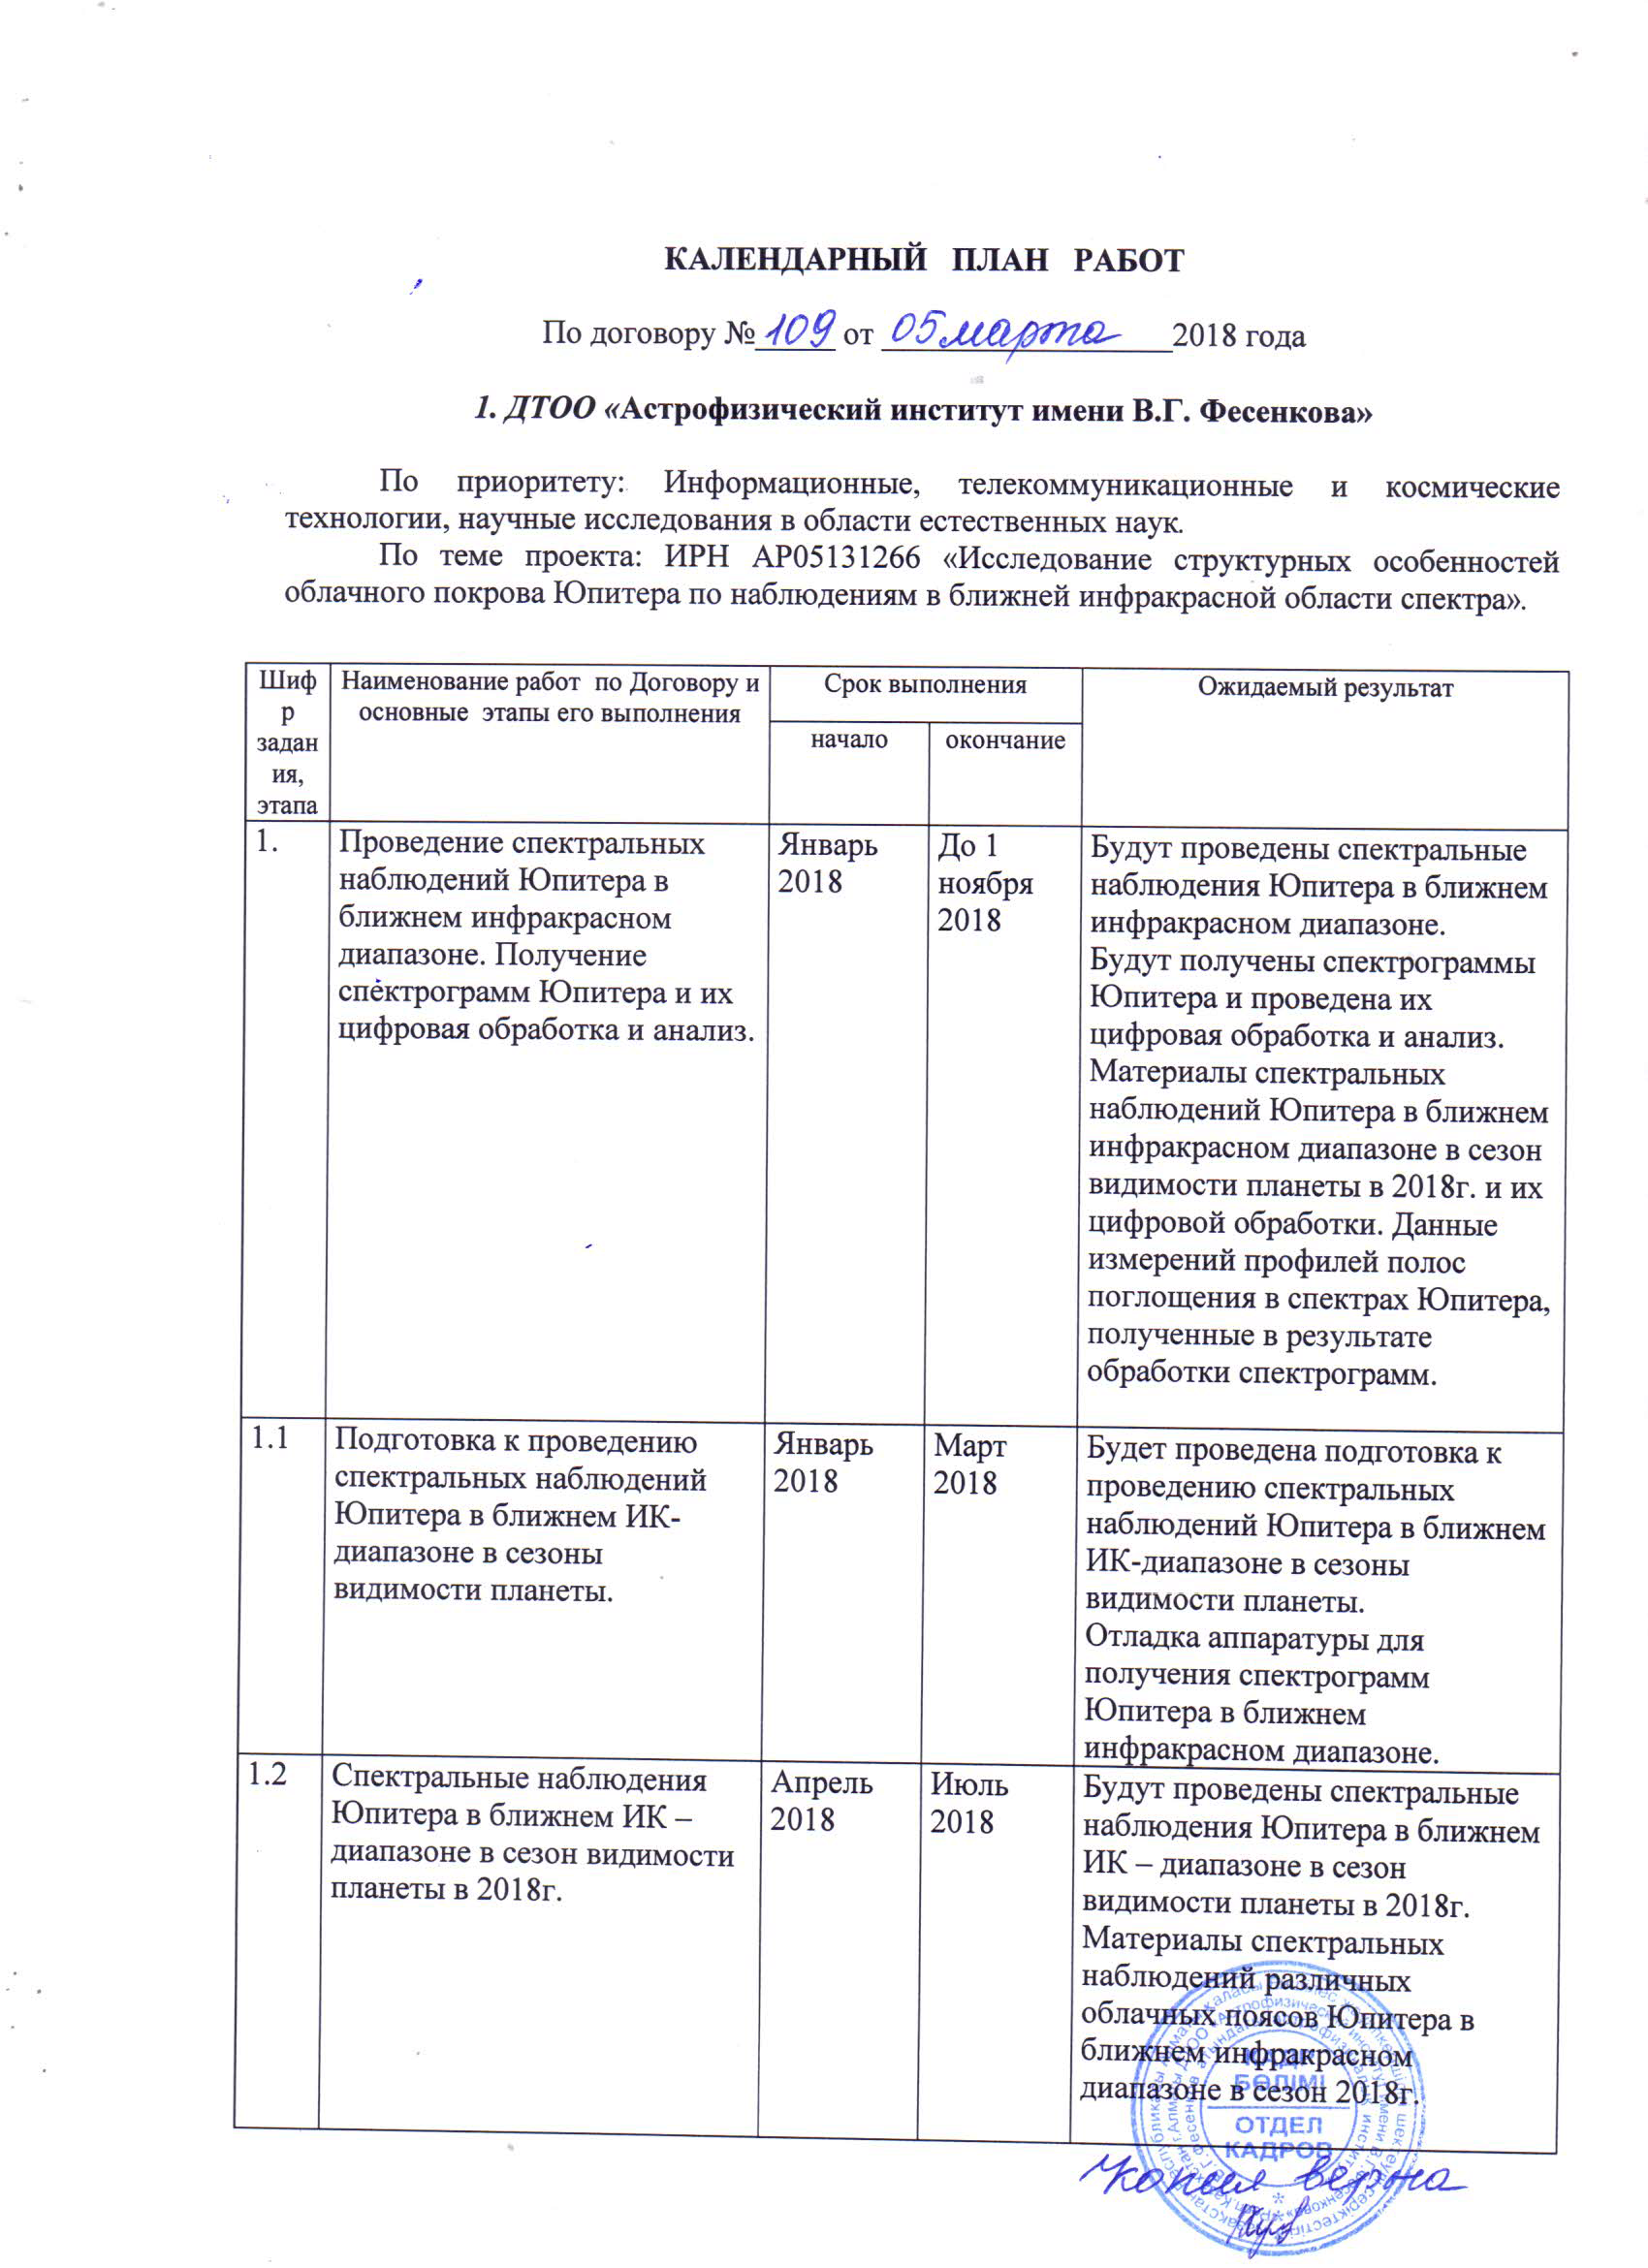 КАЛЕНДАРНЫЙ ПЛАН РАБОТ
По договору № 109 от 05 марта 2018 года
1. ДТОО «Астрофизический институт имени В.Г. Фесенкова»
По приоритету: Информационные, телекоммуникационные и космические
технологии, научные исследования в области естественных наук.
По теме проекта: ИРН АР05131266 «Исследование структурных особенностей
облачного покрова Юпитера по наблюдениям в ближней инфракрасной области спектра».
Шиф
р
задан
ия,
этапа
Наименование работ по Договору и
основные этапы его выполнения
Срок выполнения
начало
окончание
Ожидаемый результат
1.
Проведение спектральных
наблюдений Юпитера в
ближнем инфракрасном
диапазоне. Получение
спектрограмм Юпитера и их
цифровая обработка и анализ.
Январь
2018
До 1
ноября
2018
Будут проведены спектральные
наблюдения Юпитера в ближнем
инфракрасном диапазоне.
Будут получены спектрограммы
Юпитера и проведена их
цифровая обработка и анализ.
Материалы спектральных
наблюдений Юпитера в ближнем
инфракрасном диапазоне в сезон
видимости планеты в 2018г. и их
цифровой обработки. Данные
измерений профилей полос
поглощения в спектрах Юпитера,
полученные в результате
обработки спектрограмм.
1.1
Подготовка к проведению
спектральных наблюдений
Юпитера в ближнем ИК-
диапазоне в сезоны
видимости планеты.
Январь
2018
Март
2018
Будет проведена подготовка к
проведению спектральных
наблюдений Юпитера в ближнем
ИК-диапазоне в сезоны
видимости планеты.
Отладка аппаратуры для
получения спектрограмм
Юпитера в ближнем
инфракрасном диапазоне.
1.2
Спектральные наблюдения
Юпитера в ближнем ИК –
диапазоне в сезон видимости
планеты в 2018г.
Апрель
2018
Июль
2018
Будут проведены спектральные
наблюдения Юпитера в ближнем
ИК – диапазоне в сезон
видимости планеты в 2018г.
Материалы спектральных
наблюдений различных
облачных поясов Юпитера в
ближнем инфракрасном
диапазоне в сезон 2018г.
КАДР
БӨЛІМІ
ОТДЕЛ
КАДРОВ
копия верна